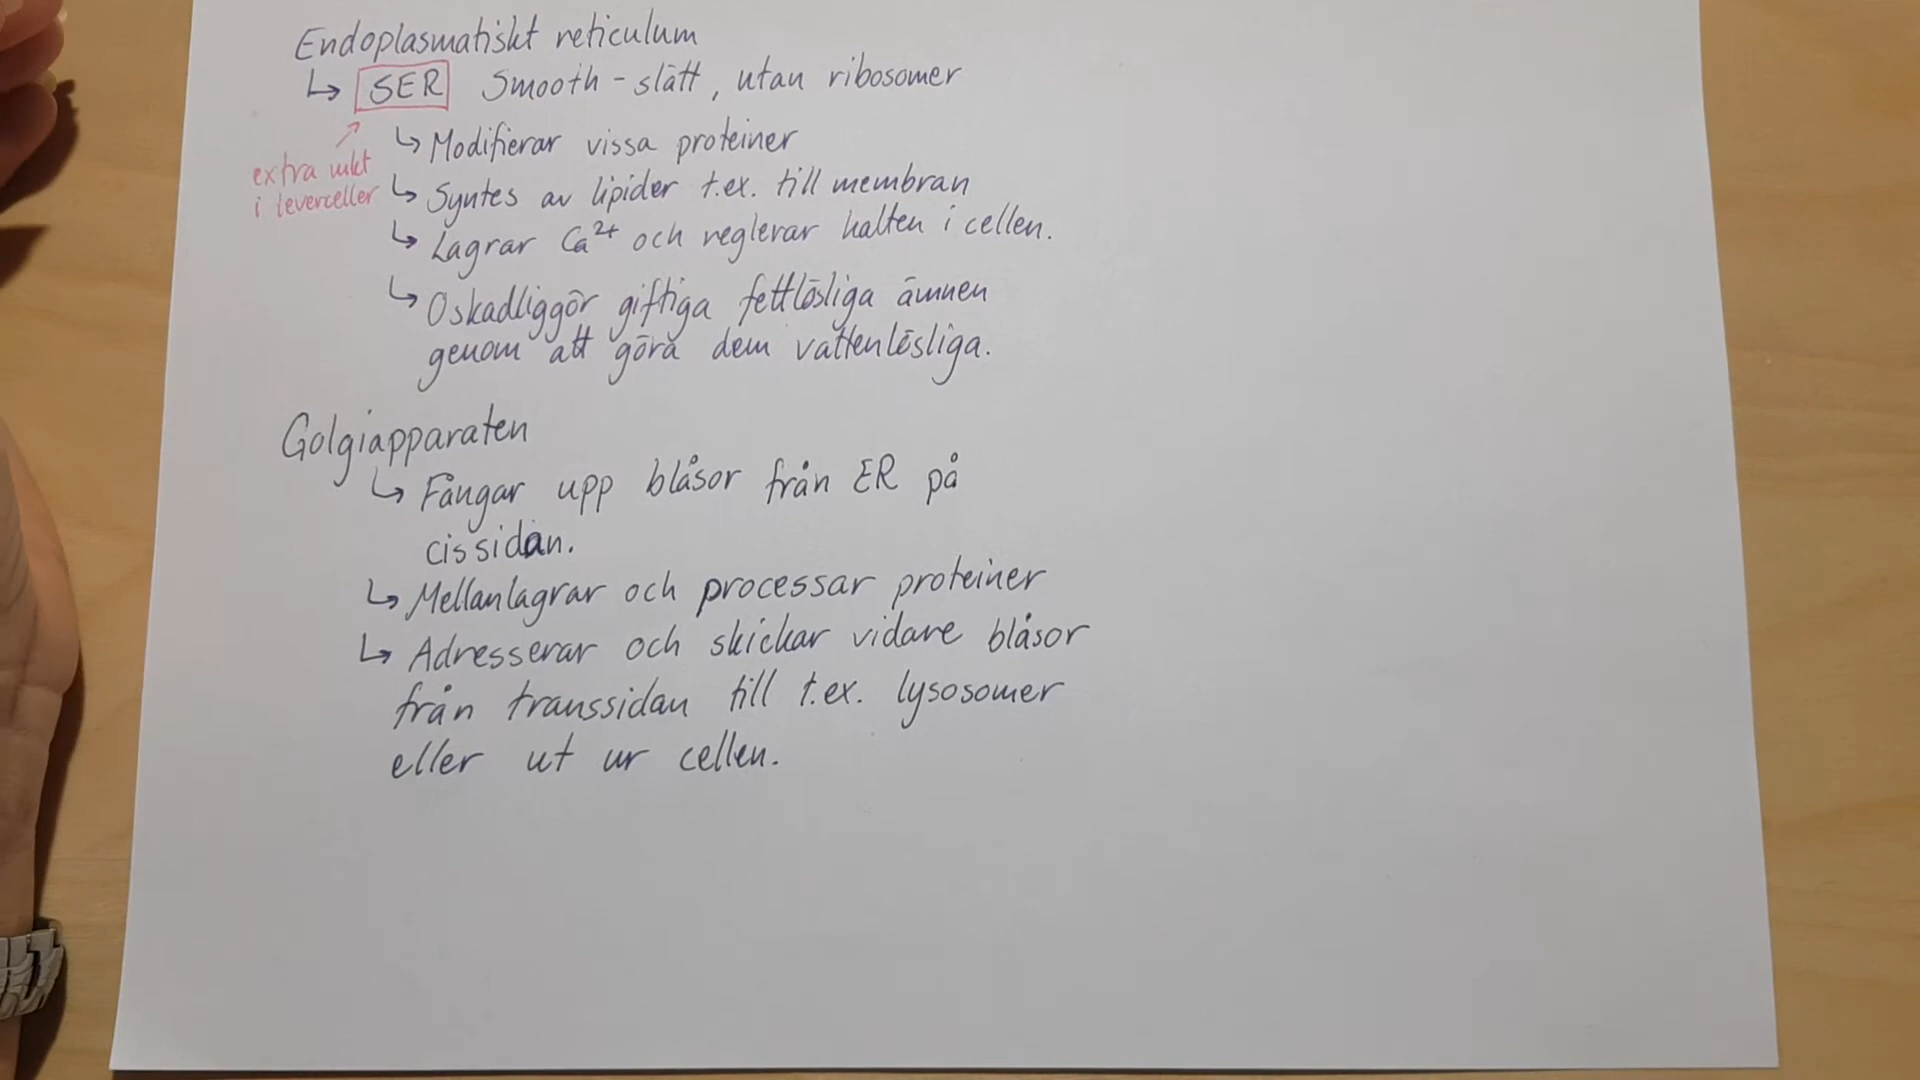 Endoplasmatiskt reticulum
↳ SER Smooth - slätt, utan ribosomer
↳ Modifierar vissa proteiner
extra mkt
i leverceller
↳ Syntes av lipider t.ex. till membran
↳ Lagrar Ca²⁺ och reglerar halten i cellen.
↳ Oskadliggör giftiga fettlösliga ämnen
genom att göra dem vattenlösliga.
Golgiapparaten
↳ Fångar upp blåsor från ER på
cissidan.
↳ Mellanlagrar och processar proteiner
↳ Adresserar och skickar vidare blåsor
från transsidan till t.ex. lysosomer
eller ut ur cellen.